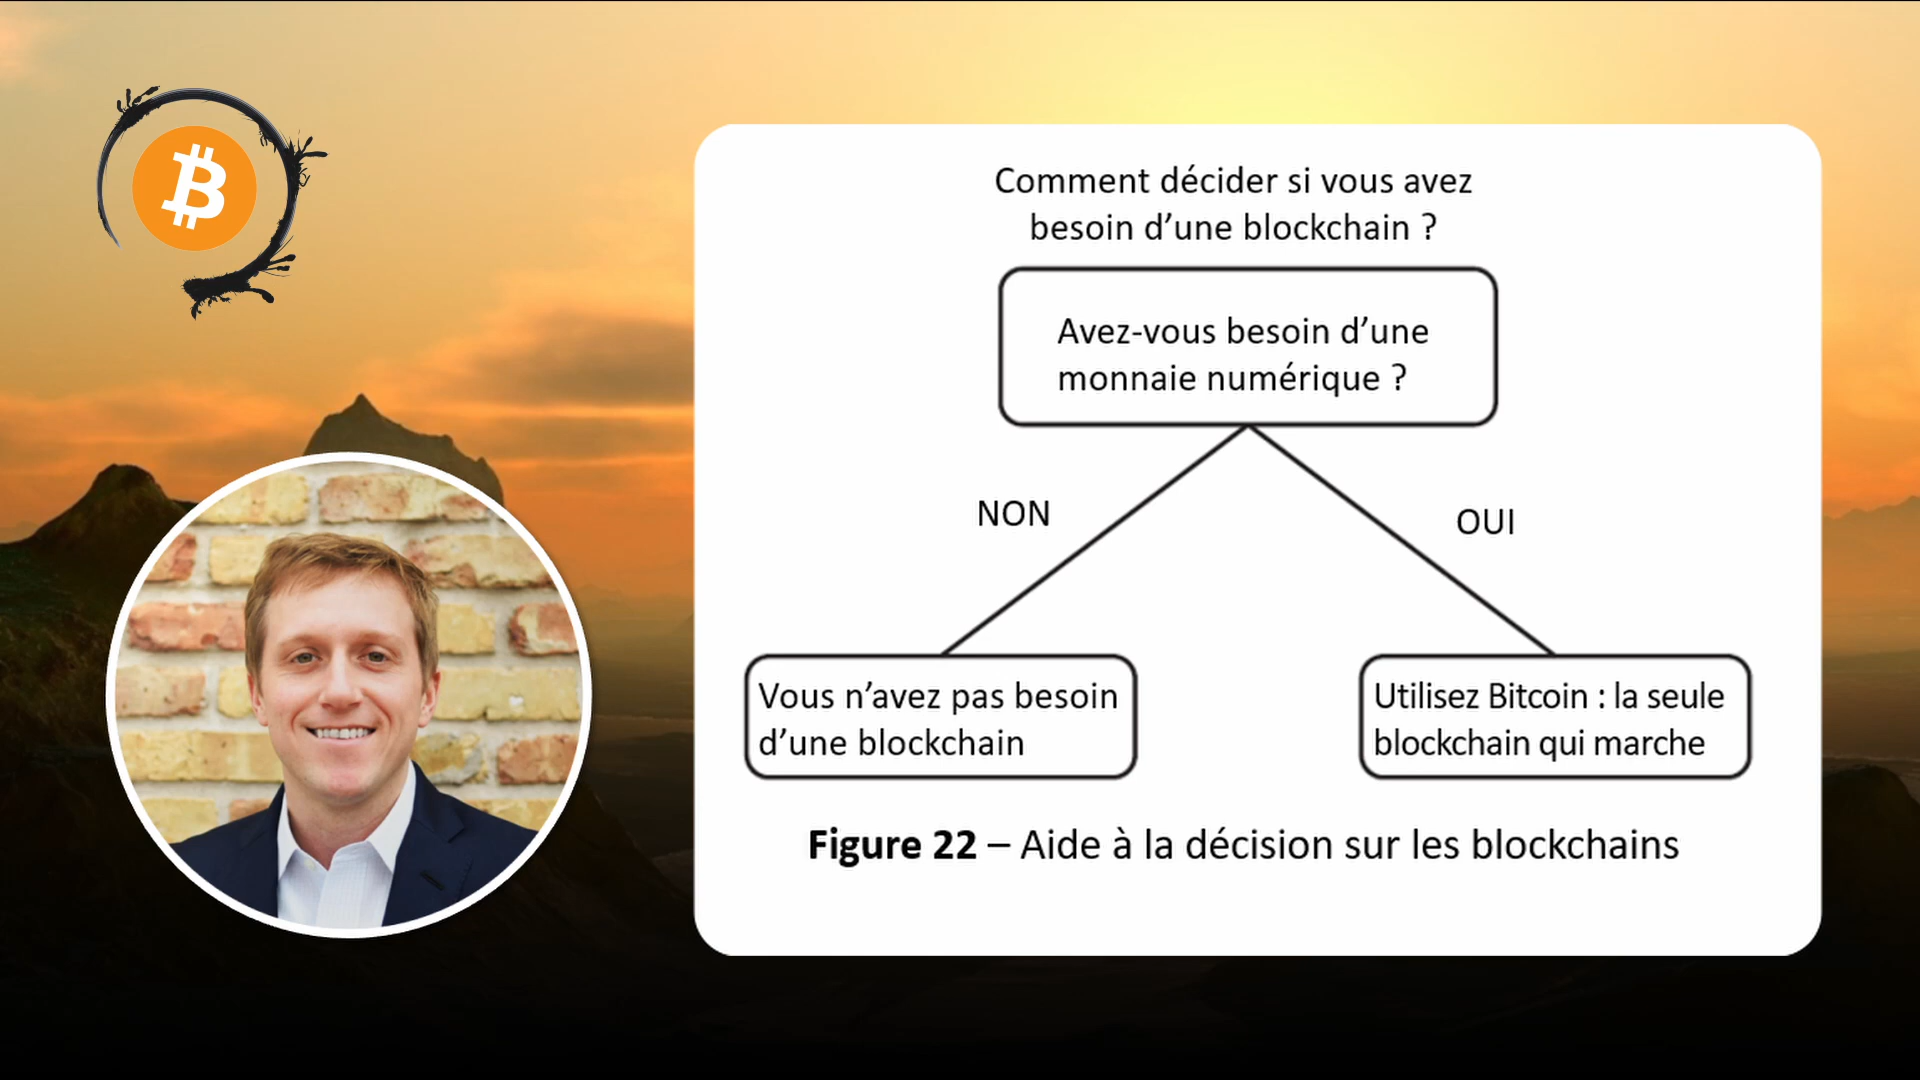 Comment décider si vous avez
besoin d’une blockchain ?
Avez-vous besoin d’une
monnaie numérique ?
NON
OUI
Vous n’avez pas besoin
d’une blockchain
Utilisez Bitcoin : la seule
blockchain qui marche
Figure 22 – Aide à la décision sur les blockchains